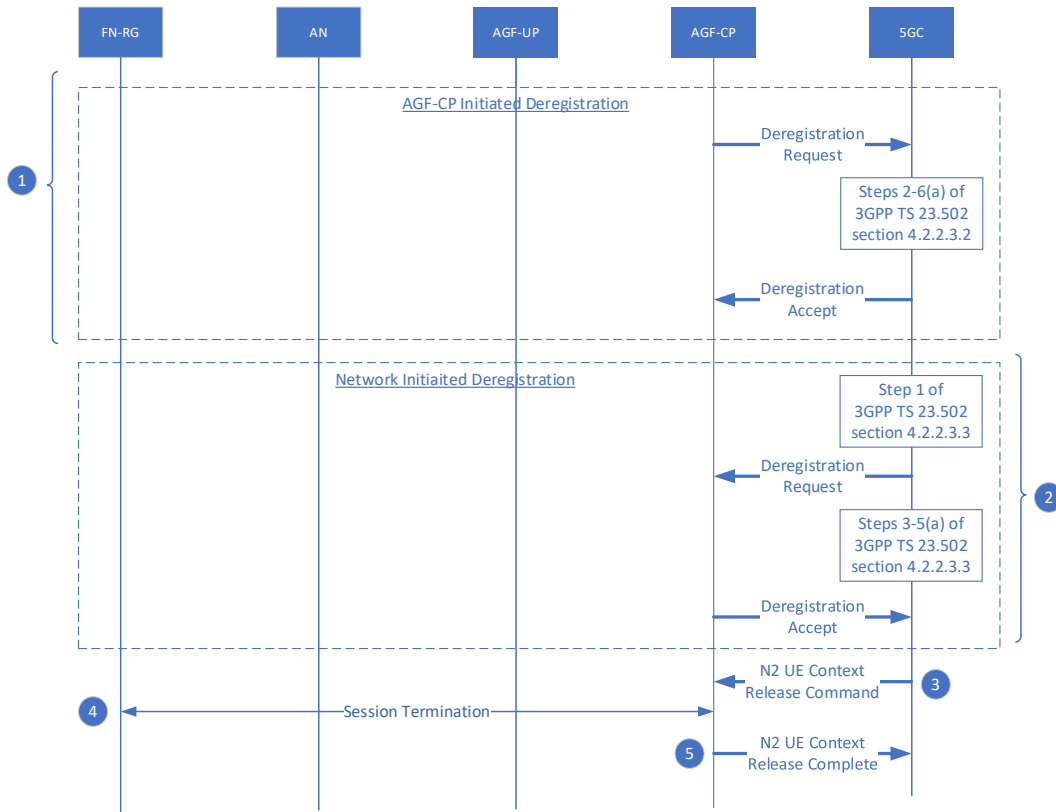 FN-RG
AN
AGF-UP
AGF-CP
5GC
AGF-CP Initiated Deregistration
1
Deregistration
Request
Steps 2-6(a) of
3GPP TS 23.502
section 4.2.2.3.2
Deregistration
Accept
Network Initiaited Deregistration
Step 1 of
3GPP TS 23.502
section 4.2.2.3.3
Deregistration
Request
2
Steps 3-5(a) of
3GPP TS 23.502
section 4.2.2.3.3
Deregistration
Accept
N2 UE Context
Release Command
3
4
Session Termination
5
N2 UE Context
Release Complete